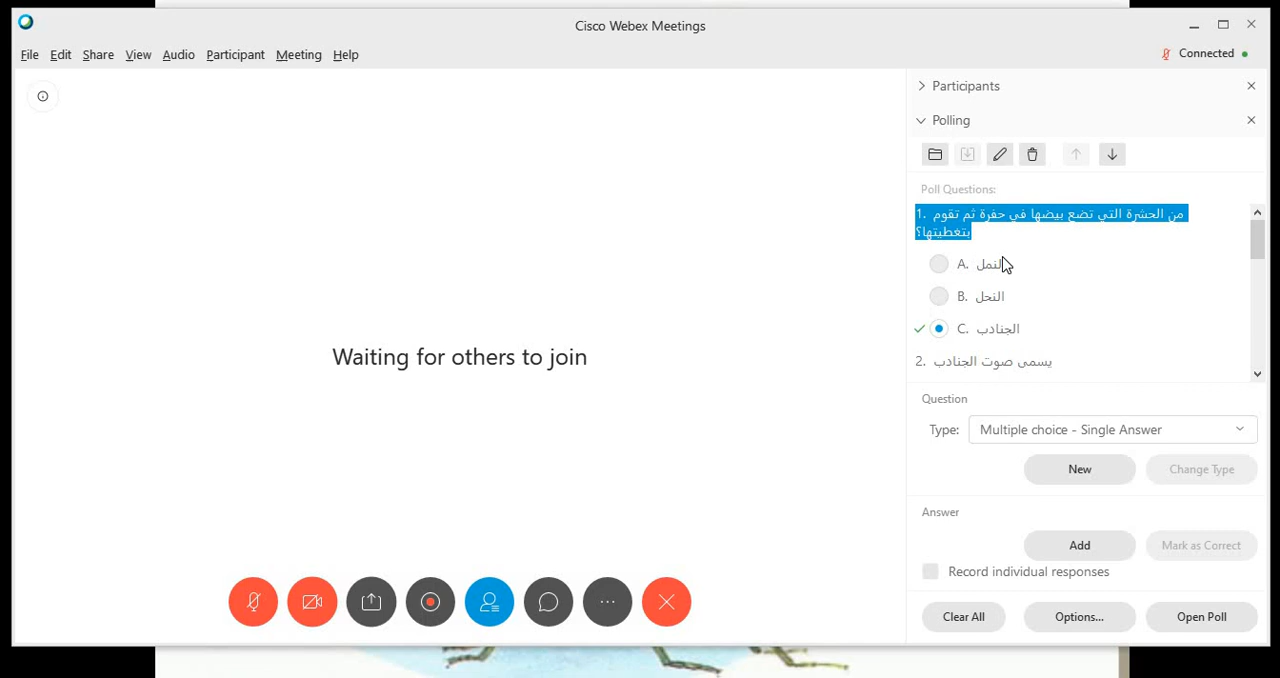 Cisco Webex Meetings
File Edit Share View Audio Participant Meeting Help
Connected
Participants
Polling
Poll Questions:
1. من الحشرة التي تضع بيضها في حفرة ثم تقوم
بتغطيتها؟
A. النمل
B. النحل
C. الجنادب
2. يسمى صوت الجنادب
Waiting for others to join
Question
Type: Multiple choice - Single Answer
New Change Type
Answer
Add Mark as Correct
Record individual responses
Clear All Options... Open Poll